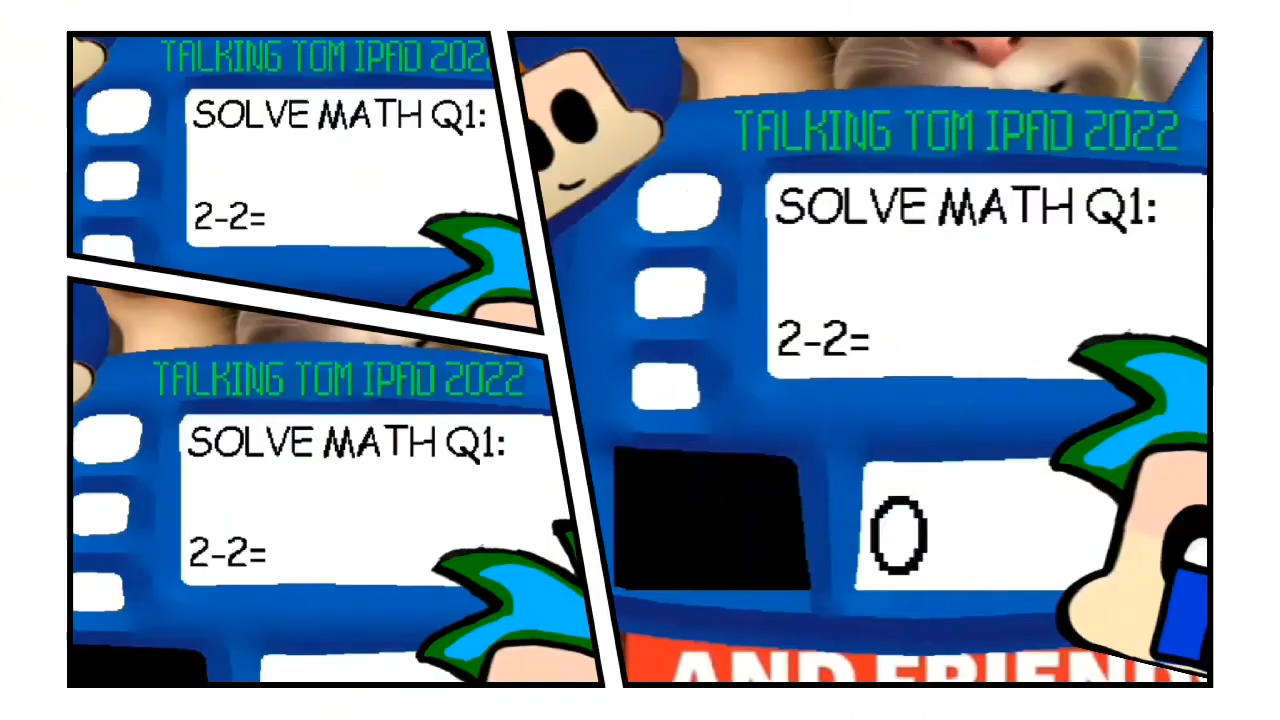 TALKING TOM IPAD 202
SOLVE MATH Q1:
2-2=
TALKING TOM IPAD 2022
SOLVE MATH Q1:
2-2=
TALKING TOM IPAD 2022
SOLVE MATH Q1:
2-2=
0
AND FRIEND